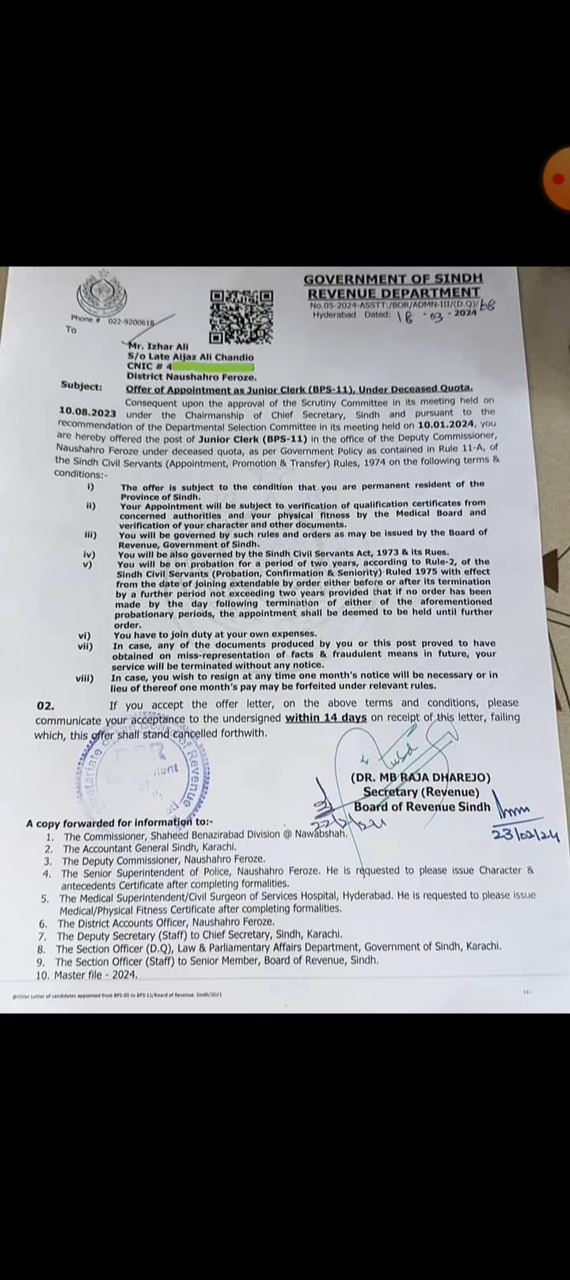 GOVERNMENT OF SINDH
REVENUE DEPARTMENT
No.05-2024-ASSTT:/BOR/ADMN-III/(D.Q)/68
Hyderabad Dated: 18-03-2024
Phone # 022-9200618
To
Mr. Izhar Ali
S/o Late Aijaz Ali Chandio
CNIC # 4
District Naushahro Feroze.
Subject: Offer of Appointment as Junior Clerk (BPS-11), Under Deceased Quota.
Consequent upon the approval of the Scrutiny Committee in its meeting held on
10.08.2023 under the Chairmanship of Chief Secretary, Sindh and pursuant to the
recommendation of the Departmental Selection Committee in its meeting held on 10.01.2024, you
are hereby offered the post of Junior Clerk (BPS-11) in the office of the Deputy Commissioner,
Naushahro Feroze under deceased quota, as per Government Policy as contained in Rule 11-A, of
the Sindh Civil Servants (Appointment, Promotion & Transfer) Rules, 1974 on the following terms &
conditions:-
i) The offer is subject to the condition that you are permanent resident of the
Province of Sindh.
ii) Your Appointment will be subject to verification of qualification certificates from
concerned authorities and your physical fitness by the Medical Board and
verification of your character and other documents.
iii) You will be governed by such rules and orders as may be issued by the Board of
Revenue, Government of Sindh.
iv) You will be also governed by the Sindh Civil Servants Act, 1973 & its Rues.
v) You will be on probation for a period of two years, according to Rule-2, of the
Sindh Civil Servants (Probation, Confirmation & Seniority) Ruled 1975 with effect
from the date of joining extendable by order either before or after its termination
by a further period not exceeding two years provided that if no order has been
made by the day following termination of either of the aforementioned
probationary periods, the appointment shall be deemed to be held until further
order.
vi) You have to join duty at your own expenses.
vii) In case, any of the documents produced by you or this post proved to have
obtained on miss-representation of facts & fraudulent means in future, your
service will be terminated without any notice.
viii) In case, you wish to resign at any time one month's notice will be necessary or in
lieu of thereof one month's pay may be forfeited under relevant rules.
02. If you accept the offer letter, on the above terms and conditions, please
communicate your acceptance to the undersigned within 14 days on receipt of this letter, failing
which, this offer shall stand cancelled forthwith.
(DR. MB RAJA DHAREJO)
Secretary (Revenue)
Board of Revenue Sindh
23/02/24
A copy forwarded for information to:-
1. The Commissioner, Shaheed Benazirabad Division @ Nawabshah.
2. The Accountant General Sindh, Karachi.
3. The Deputy Commissioner, Naushahro Feroze.
4. The Senior Superintendent of Police, Naushahro Feroze. He is requested to please issue Character &
antecedents Certificate after completing formalities.
5. The Medical Superintendent/Civil Surgeon of Services Hospital, Hyderabad. He is requested to please issue
Medical/Physical Fitness Certificate after completing formalities.
6. The District Accounts Officer, Naushahro Feroze.
7. The Deputy Secretary (Staff) to Chief Secretary, Sindh, Karachi.
8. The Section Officer (D.Q), Law & Parliamentary Affairs Department, Government of Sindh, Karachi.
9. The Section Officer (Staff) to Senior Member, Board of Revenue, Sindh.
10. Master file - 2024.
@Offer Letter of candidates appointed from BPS-05 to BPS-11/Board of Revenue, Sindh/2021